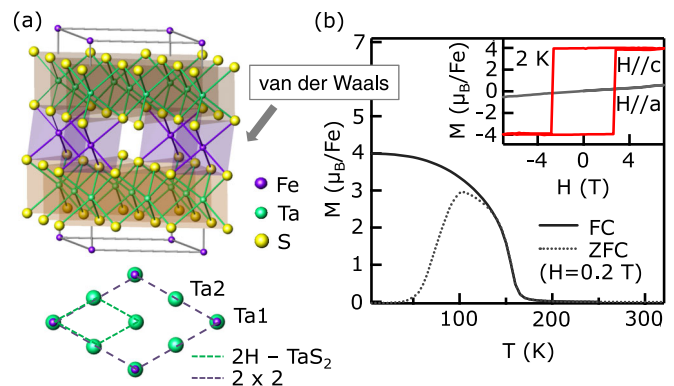 (a)
van der Waals
Fe
Ta
S
Ta2
Ta1
2H – TaS₂
2 x 2
(b)
7
6
5
4
3
2
1
0
M (μB/Fe)
100
200
300
T (K)
FC
ZFC
(H=0.2 T)
4
2
0
-2
-4
M (μB/Fe)
2 K
H//c
H//a
-4
0
4
H (T)